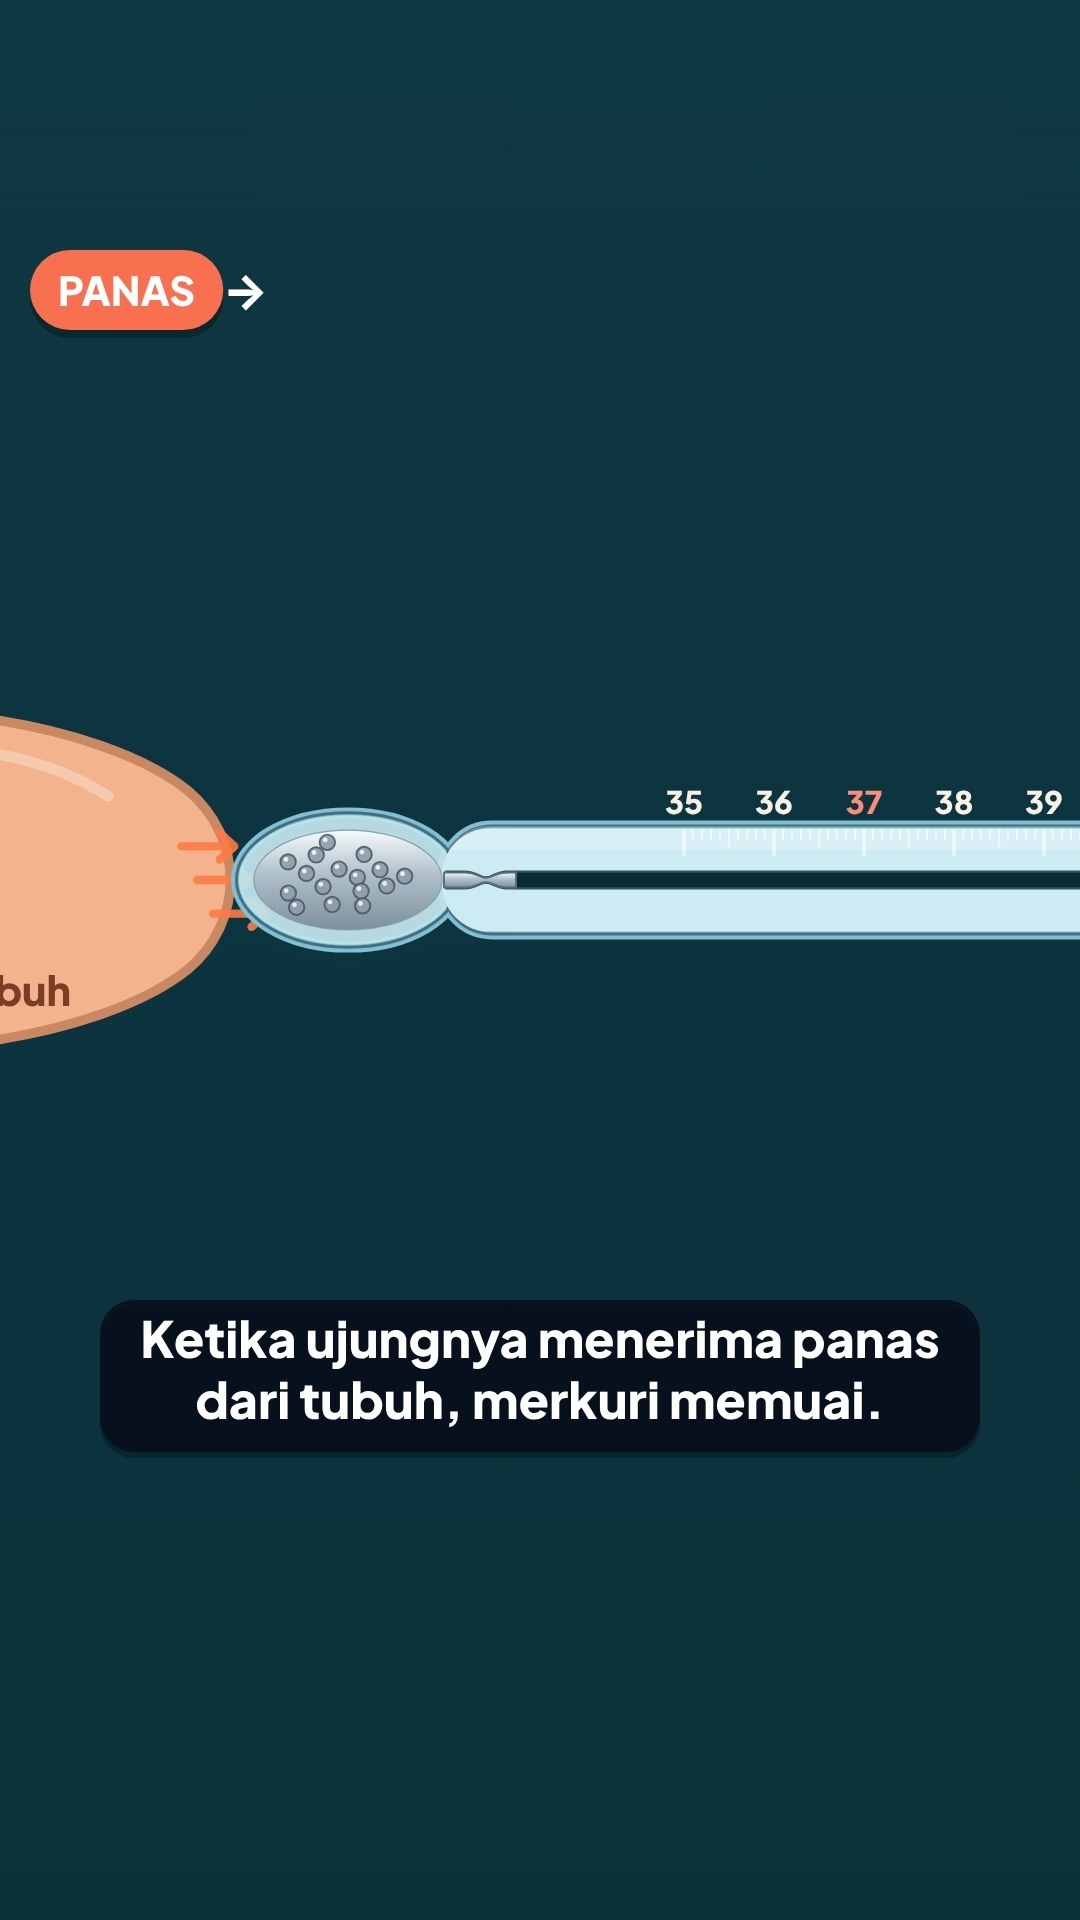 PANAS →
35 36 37 38 39
buh
Ketika ujungnya menerima panas
dari tubuh, merkuri memuai.